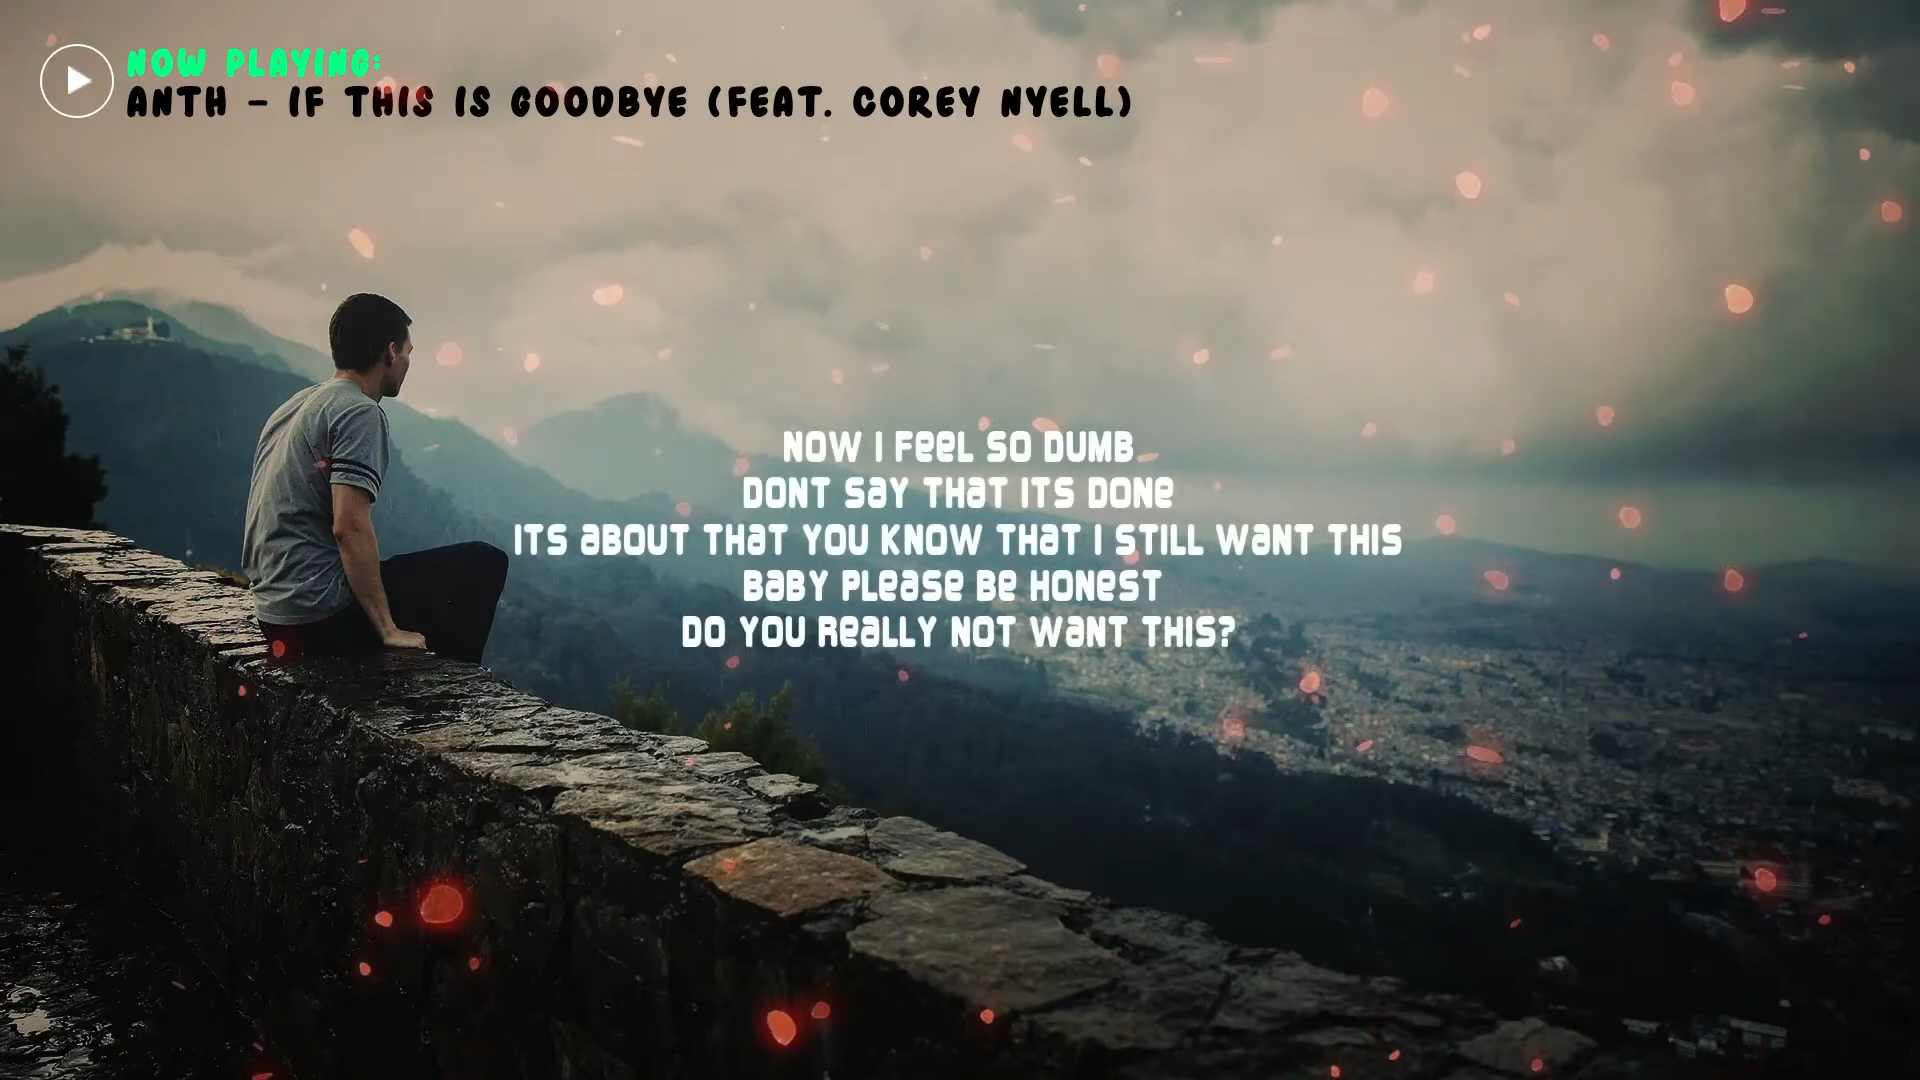 NOW PLAYING:
ANTH - IF THIS IS GOODBYE (FEAT. COREY NYELL)
NOW I FEEL SO DUMB
DONT SAY THAT ITS DONE
ITS ABOUT THAT YOU KNOW THAT I STILL WANT THIS
BABY PLEASE BE HONEST
DO YOU REALLY NOT WANT THIS?